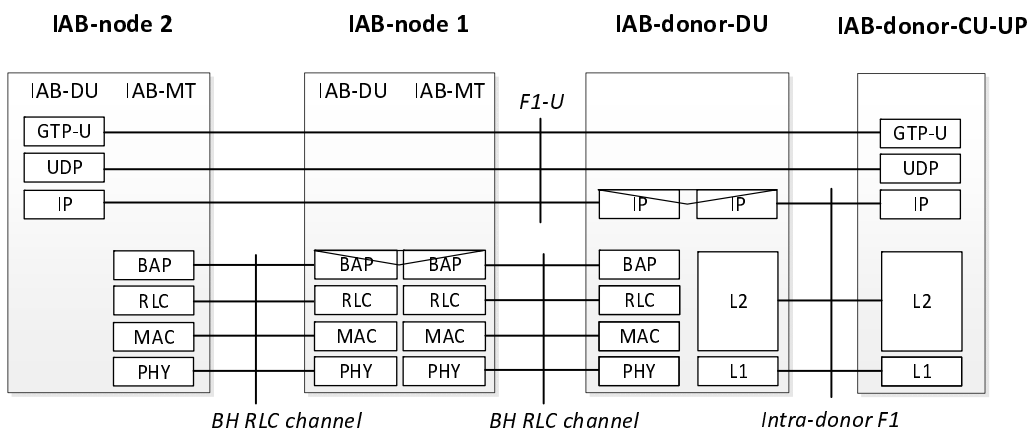 IAB-node 2 IAB-node 1 IAB-donor-DU IAB-donor-CU-UP
IAB-DU IAB-MT IAB-DU IAB-MT
F1-U
GTP-U GTP-U
UDP UDP
IP IP IP IP
BAP BAP BAP BAP
RLC RLC RLC RLC L2 L2
MAC MAC MAC MAC
PHY PHY PHY PHY L1 L1
BH RLC channel BH RLC channel Intra-donor F1